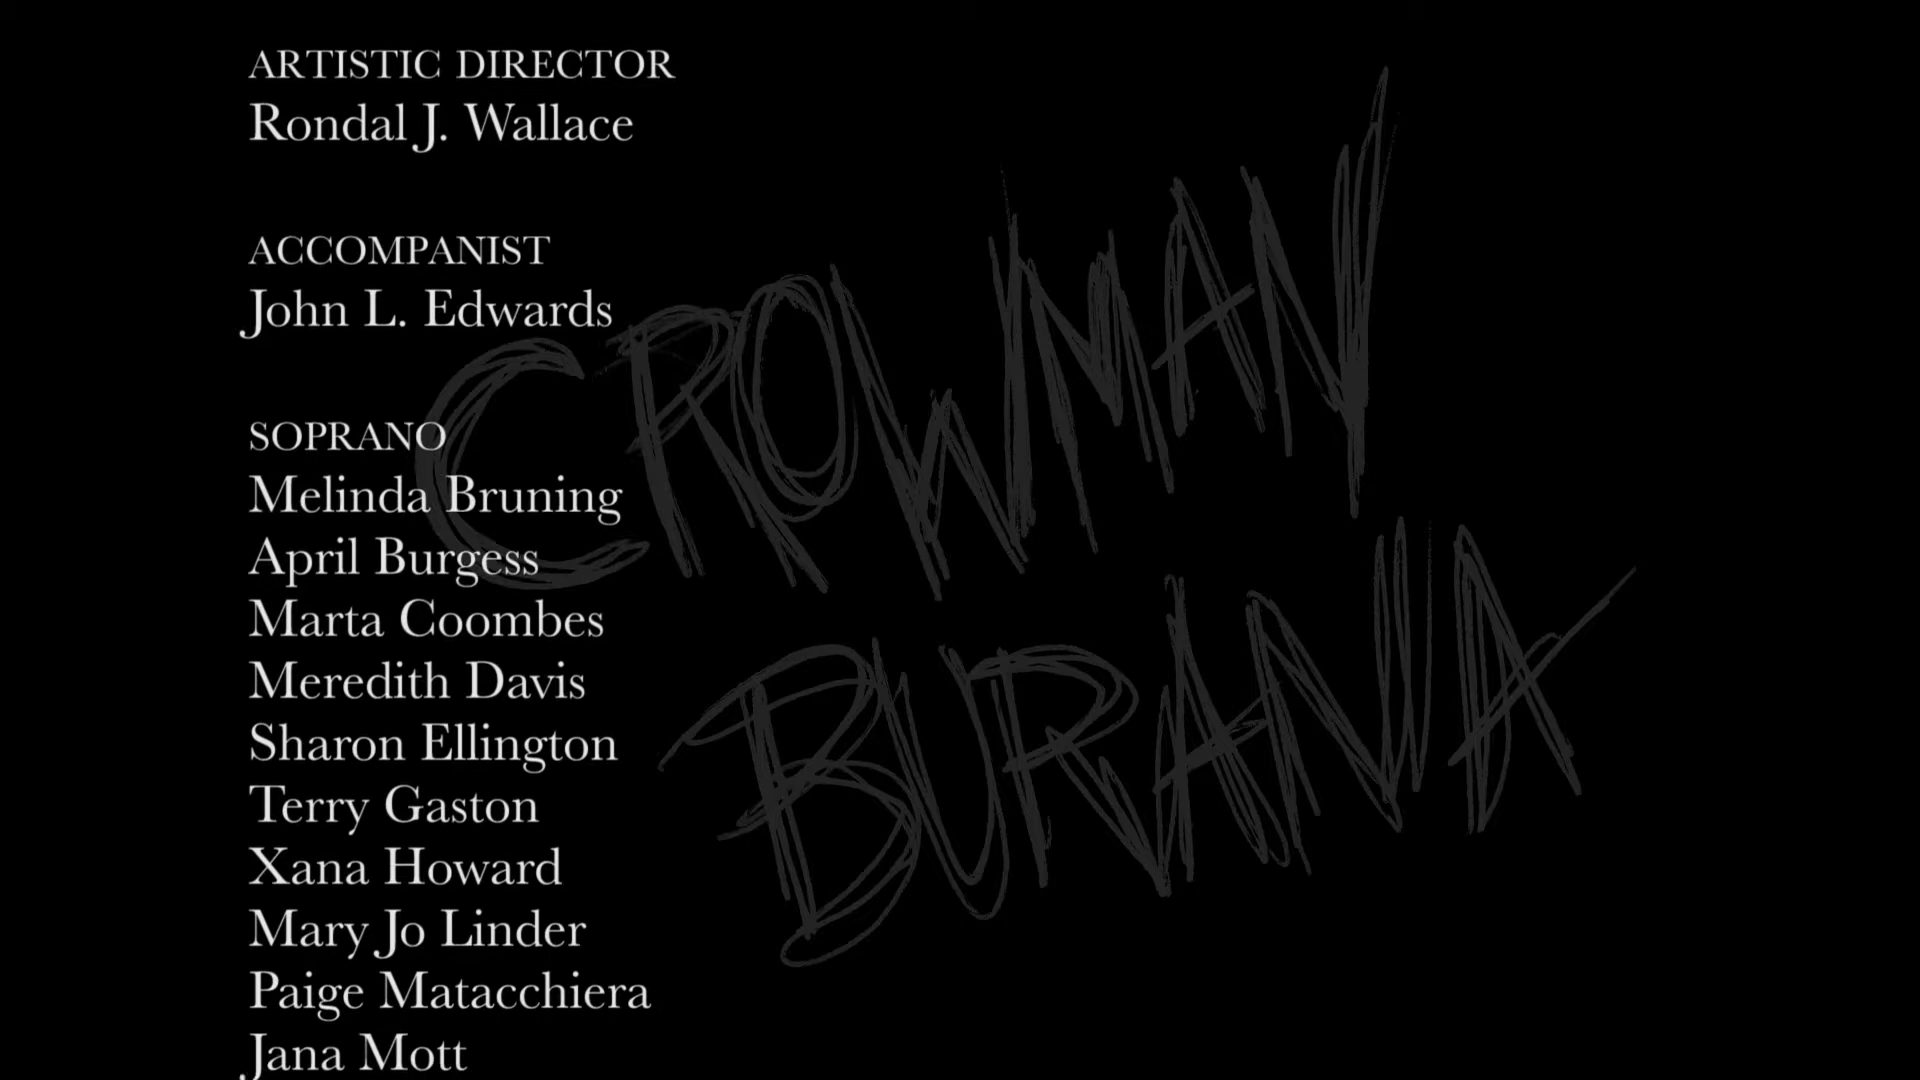 ARTISTIC DIRECTOR
Rondal J. Wallace
ACCOMPANIST
John L. Edwards
SOPRANO
Melinda Bruning
April Burgess
Marta Coombes
Meredith Davis
Sharon Ellington
Terry Gaston
Xana Howard
Mary Jo Linder
Paige Matacchiera
Jana Mott
CROWMAN
BURANA